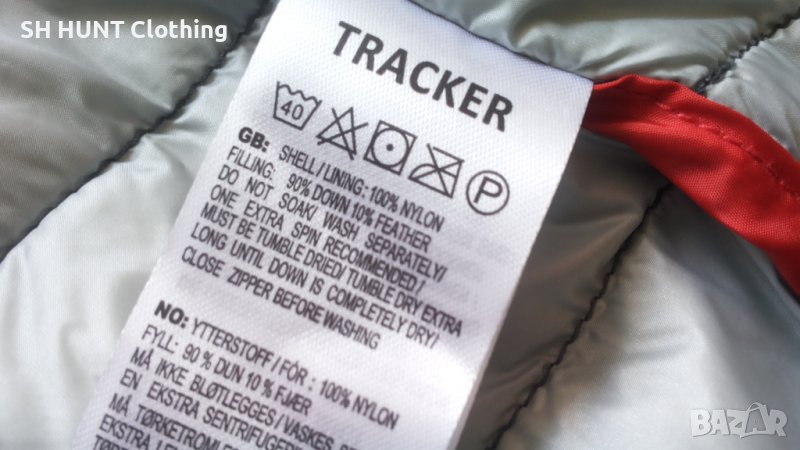 SH HUNT Clothing
TRACKER
40
P
GB: SHELL / LINING: 100% NYLON
FILLING: 90% DOWN 10% FEATHER
DO NOT SOAK/ WASH SEPARATELY/
ONE EXTRA SPIN RECOMMENDED/
MUST BE TUMBLE DRIED/ TUMBLE DRY EXTRA
LONG UNTIL DOWN IS COMPLETELY DRY/
CLOSE ZIPPER BEFORE WASHING
NO: YTTERSTOFF / FÓR : 100% NYLON
FYLL: 90 % DUN 10 % FJÆR
MÅ IKKE BLØTLEGGES / VASKES
EN EKSTRA SENTRIFUGERI
MÅ TØRKETROMLE
EKSTRA
BAZAR